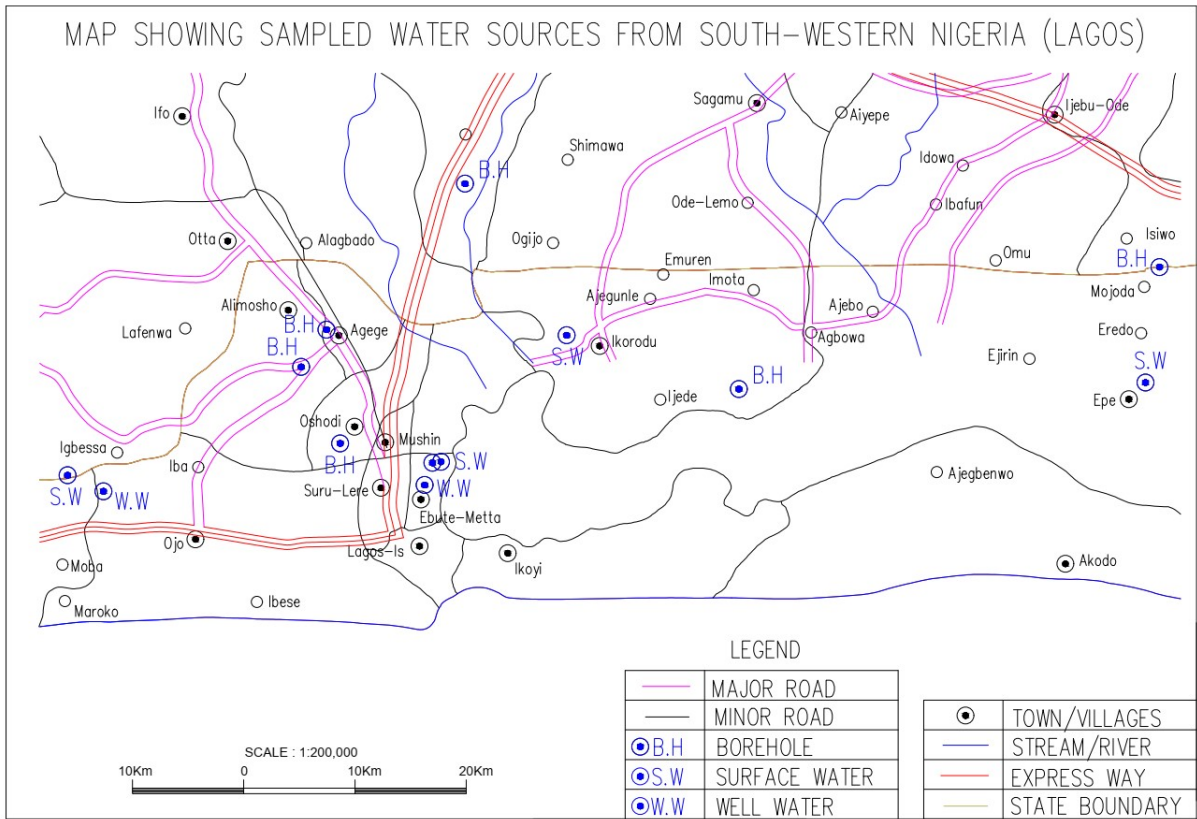 MAP SHOWING SAMPLED WATER SOURCES FROM SOUTH-WESTERN NIGERIA (LAGOS)
Ifo
Sagamu
Aiyepe
Ijebu-Ode
Shimawa
B.H
Idowa
Ode-Lemo
Ibafun
Otta
Alagbado
Ogijo
Isiwo
Emuren
Omu
B.H
Imota
Mojoda
Alimosho
Ajegunle
Ajebo
Lafenwa
B.H
Agege
Ikorodu
Agbowa
Eredo
S.W
B.H
Ejirin
S.W
B.H
Ijede
Epe
Oshodi
Mushin
Igbessa
B.H
S.W
Iba
Ajegbenwo
S.W
W.W
Suru-Lere
W.W
Ebute-Metta
Ojo
Lagos-Is
Ikoyi
Akodo
Moba
Maroko
Ibese
LEGEND
MAJOR ROAD
MINOR ROAD
B.H BOREHOLE
S.W SURFACE WATER
W.W WELL WATER
TOWN/VILLAGES
STREAM/RIVER
EXPRESS WAY
STATE BOUNDARY
SCALE : 1:200,000
10Km 0 10Km 20Km